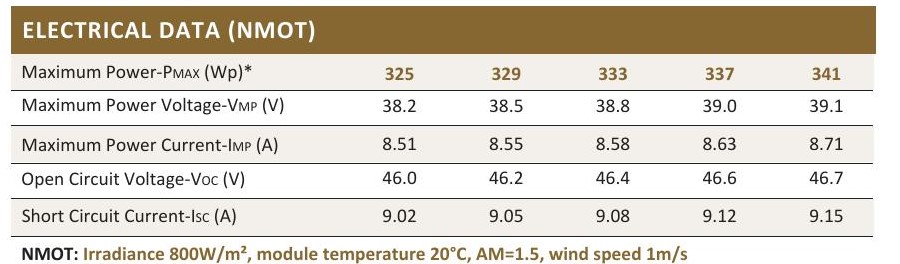 ELECTRICAL DATA (NMOT)
Maximum Power-PMAX (Wp)* 325 329 333 337 341
Maximum Power Voltage-VMP (V) 38.2 38.5 38.8 39.0 39.1
Maximum Power Current-IMP (A) 8.51 8.55 8.58 8.63 8.71
Open Circuit Voltage-VOC (V) 46.0 46.2 46.4 46.6 46.7
Short Circuit Current-ISC (A) 9.02 9.05 9.08 9.12 9.15
NMOT: Irradiance 800W/m², module temperature 20°C, AM=1.5, wind speed 1m/s